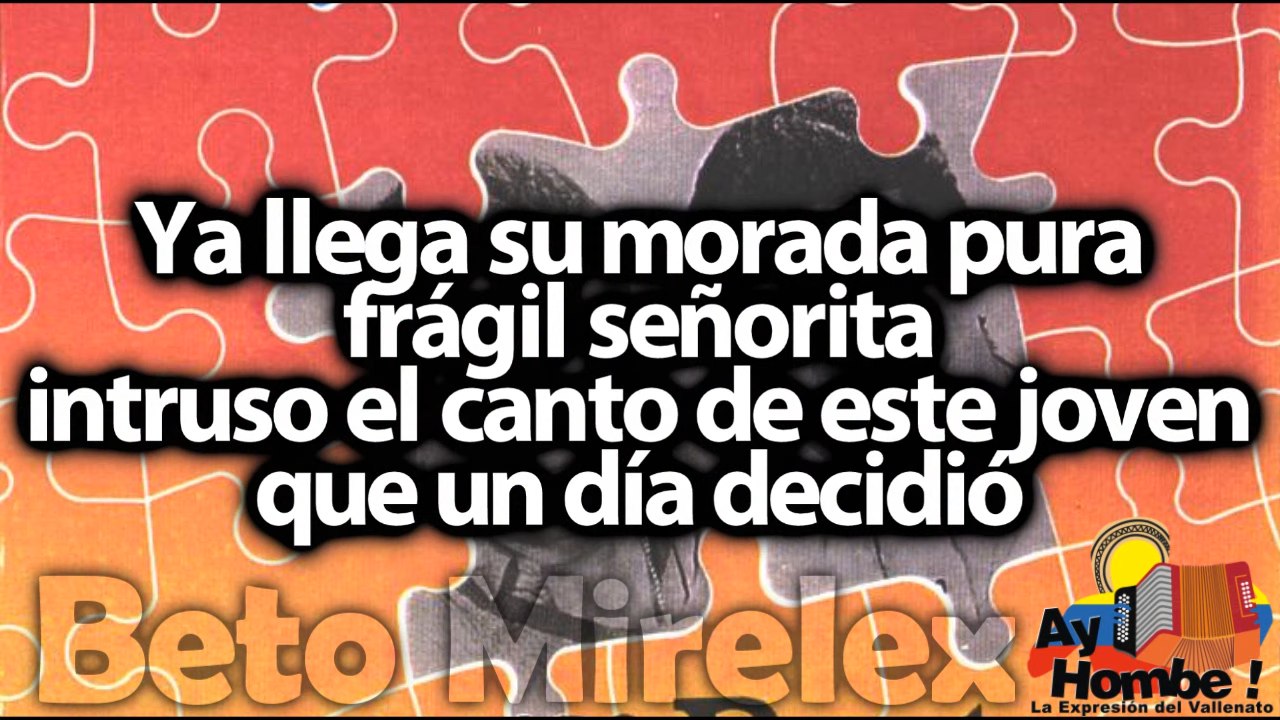 Ya llega su morada pura
frágil señorita
intruso el canto de este joven
que un día decidió
Beto Mirelex
Ay
Hombe !
La Expresión del Vallenato